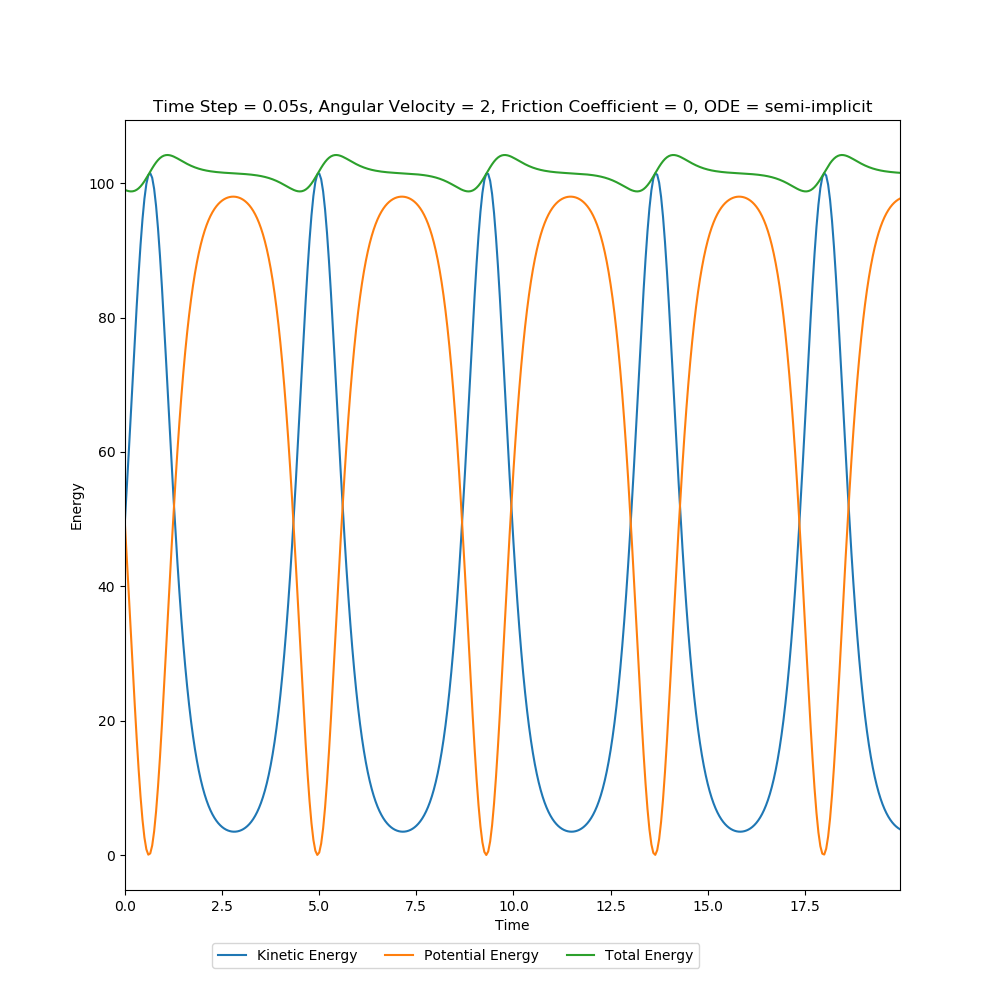 Time Step = 0.05s, Angular Velocity = 2, Friction Coefficient = 0, ODE = semi-implicit
100
80
60
40
20
0
Energy
0.0 2.5 5.0 7.5 10.0 12.5 15.0 17.5
Time
Kinetic Energy Potential Energy Total Energy